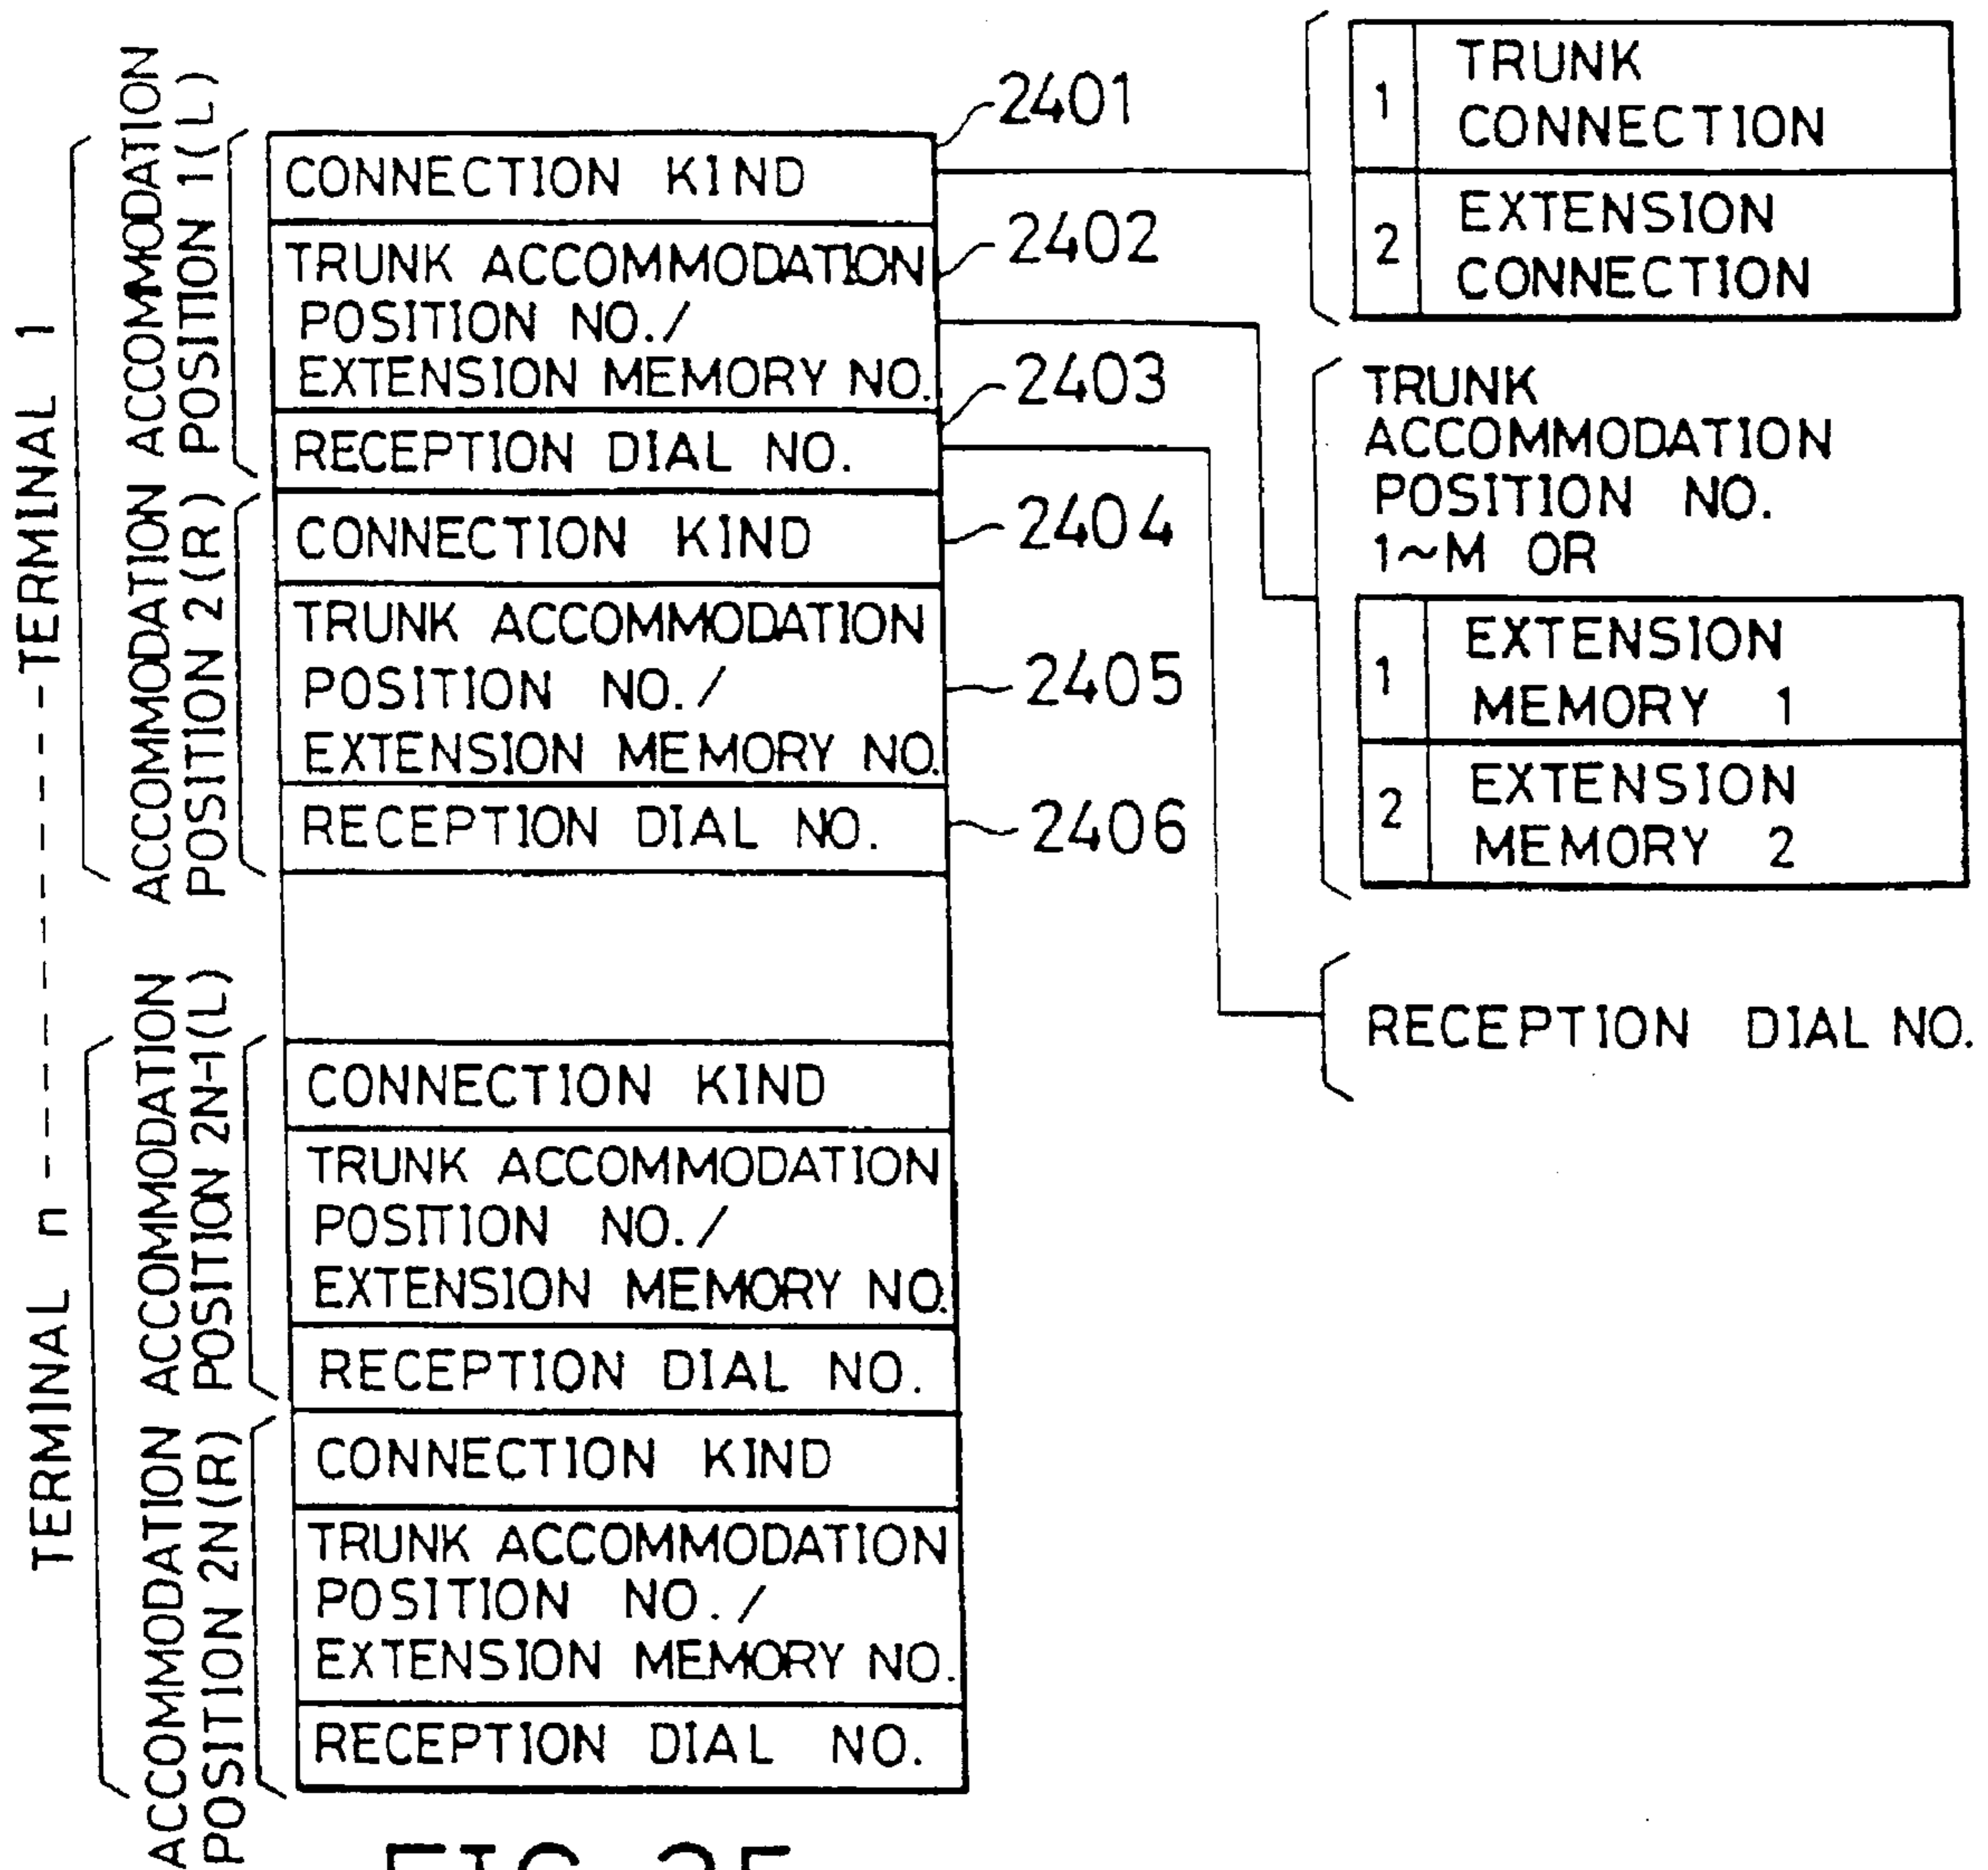 TERMINAL 1
TERMINAL n
ACCOMMODATION
POSITION 1(L)
ACCOMMODATION
POSITION 2(R)
ACCOMMODATION
POSITION 2N-1(L)
ACCOMMODATION
POSITION 2N(R)
CONNECTION KIND
2401
TRUNK ACCOMMODATION
POSITION NO./
EXTENSION MEMORY NO.
2402
RECEPTION DIAL NO.
2403
CONNECTION KIND
2404
TRUNK ACCOMMODATION
POSITION NO./
EXTENSION MEMORY NO.
2405
RECEPTION DIAL NO.
2406
CONNECTION KIND
TRUNK ACCOMMODATION
POSITION NO./
EXTENSION MEMORY NO.
RECEPTION DIAL NO.
CONNECTION KIND
TRUNK ACCOMMODATION
POSITION NO./
EXTENSION MEMORY NO.
RECEPTION DIAL NO.
1 TRUNK
CONNECTION
2 EXTENSION
CONNECTION
TRUNK
ACCOMMODATION
POSITION NO.
1~M OR
1 EXTENSION
MEMORY 1
2 EXTENSION
MEMORY 2
RECEPTION DIAL NO.